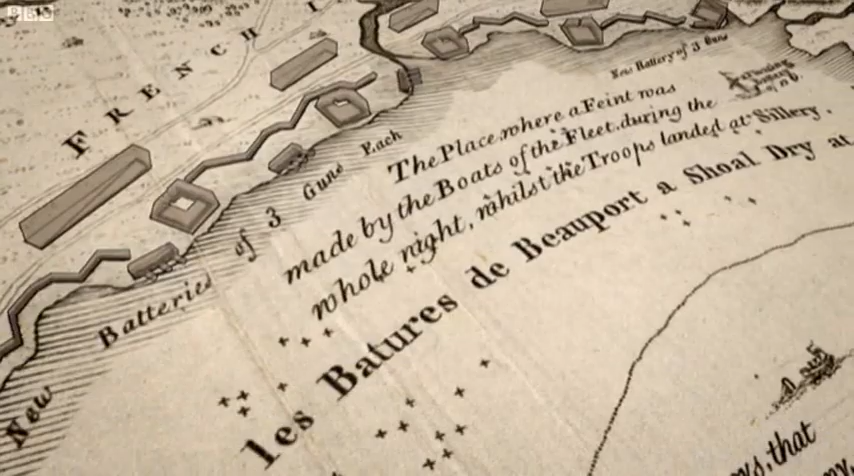 BBC
FRENCH
New Battery of 3 Guns
New Batteries of 3 Guns Each
The Place where a Feint was
made by the Boats of the Fleet during the
whole night, whilst the Troops landed at Sillery.
les Batures de Beauport a Shoal Dry at
that